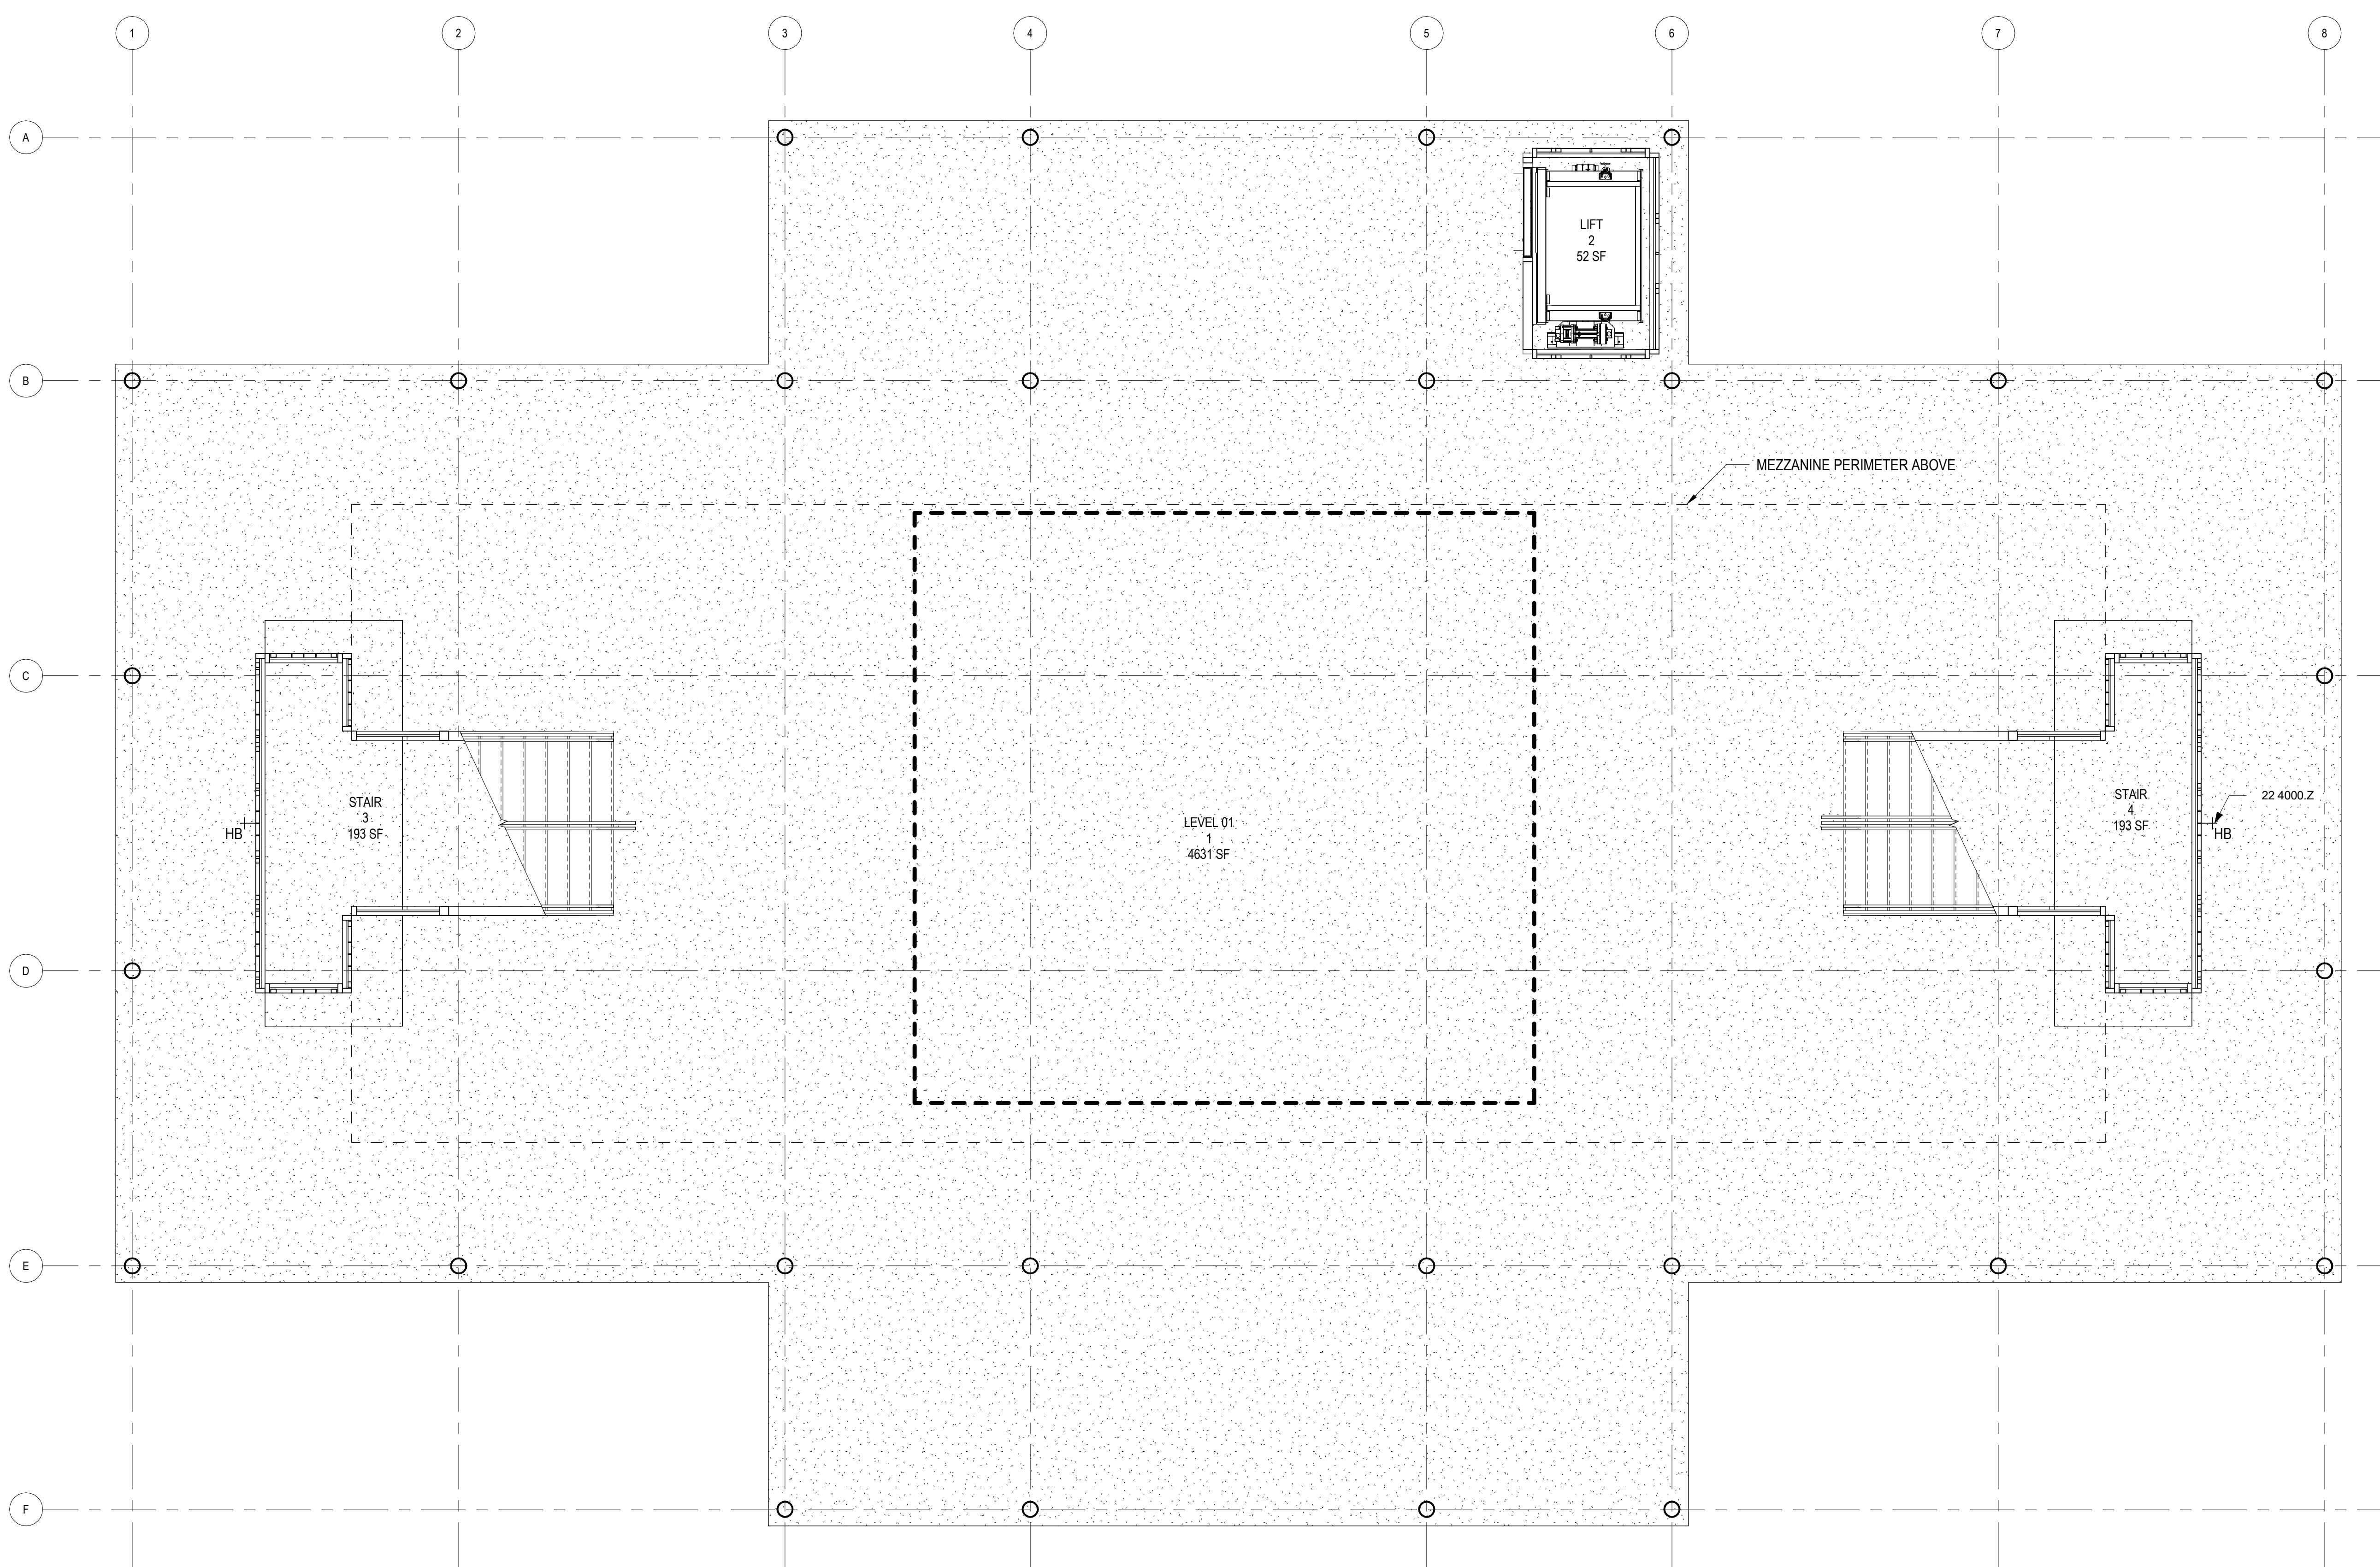 1 2 3 4 5 6 7 8
A
LIFT
2
52 SF
B
MEZZANINE PERIMETER ABOVE
C
STAIR
3
193 SF
HB
LEVEL 01
1
4631 SF
STAIR
4
193 SF
22 4000.Z
HB
D
E
F